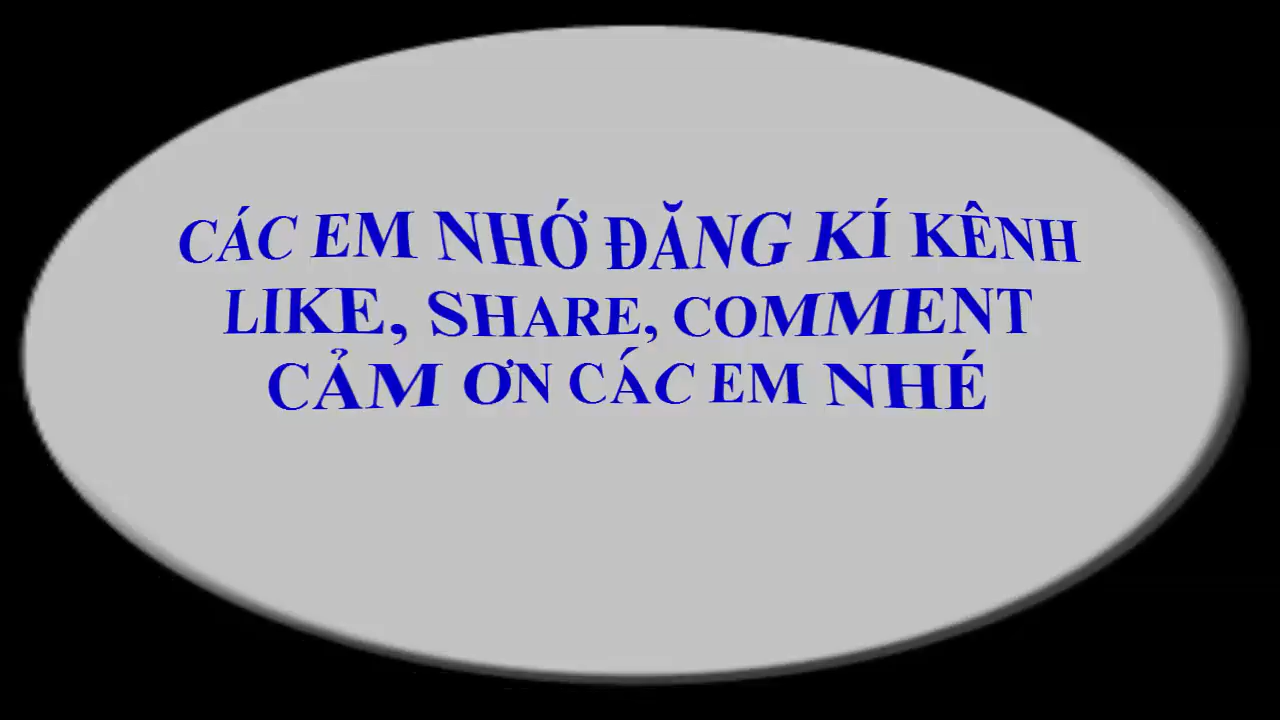 CÁC EM NHỚ ĐĂNG KÍ KÊNH
LIKE, SHARE, COMMENT
CẢM ƠN CÁC EM NHÉ